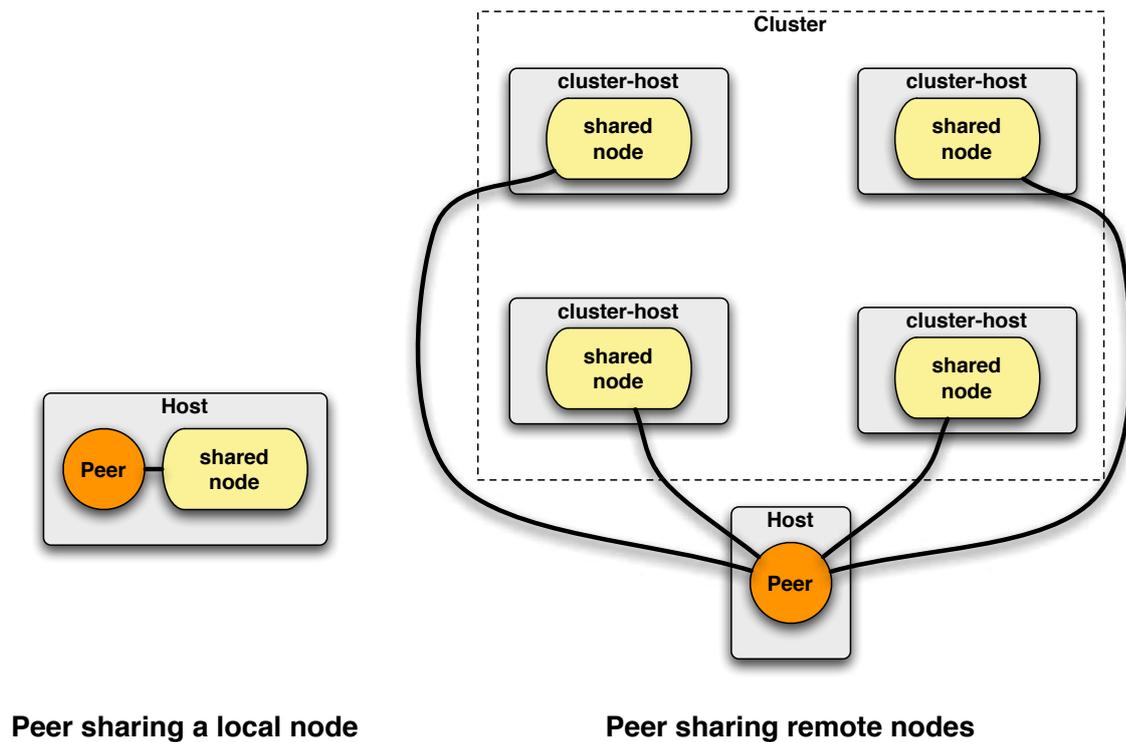 Cluster
cluster-host
shared
node
cluster-host
shared
node
cluster-host
shared
node
cluster-host
shared
node
Host
Peer
shared
node
Host
Peer
Peer sharing a local node
Peer sharing remote nodes